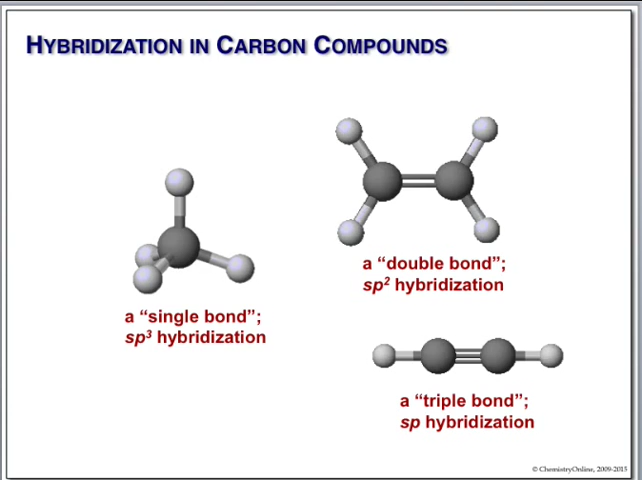 HYBRIDIZATION IN CARBON COMPOUNDS
a “double bond”;
sp² hybridization
a “single bond”;
sp³ hybridization
a “triple bond”;
sp hybridization
© ChemistryOnline, 2009-2015